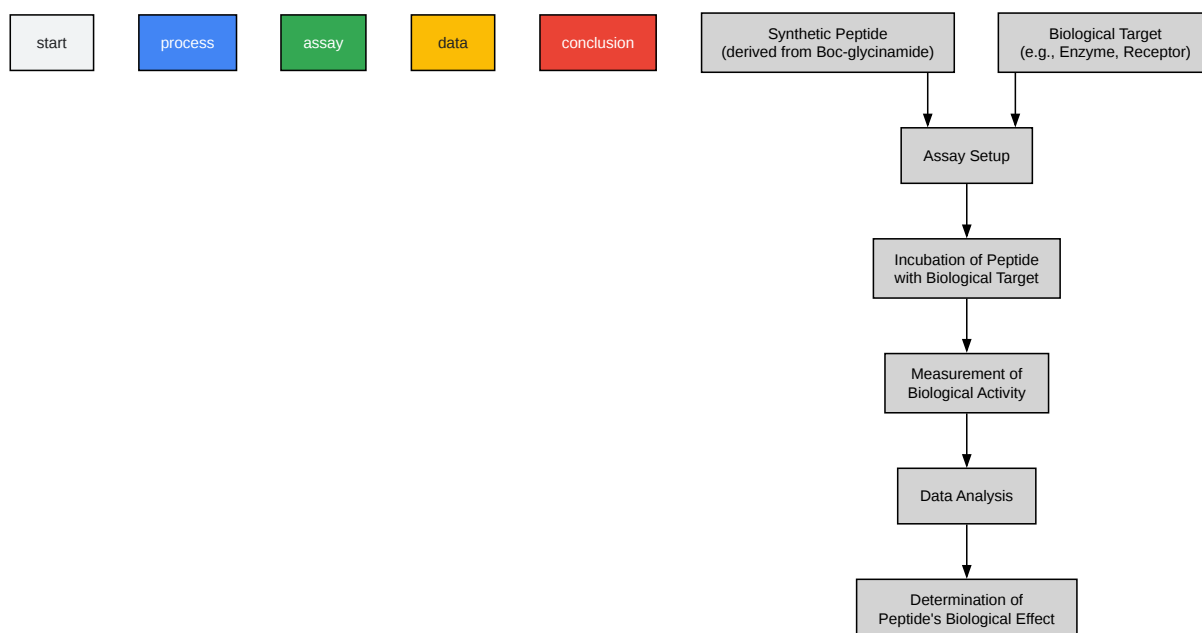 start
process
assay
data
conclusion
Synthetic Peptide
(derived from Boc-glycinamide)
Biological Target
(e.g., Enzyme, Receptor)
Assay Setup
Incubation of Peptide
with Biological Target
Measurement of
Biological Activity
Data Analysis
Determination of
Peptide's Biological Effect